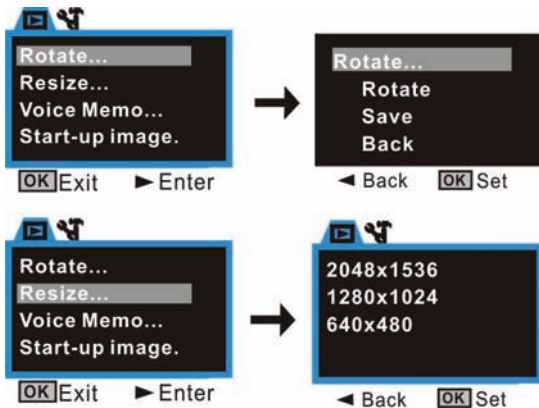 Rotate...
Resize...
Voice Memo...
Start-up image.
OK Exit ► Enter
Rotate...
Rotate
Save
Back
◄ Back OK Set
Rotate...
Resize...
Voice Memo...
Start-up image.
OK Exit ► Enter
2048x1536
1280x1024
640x480
◄ Back OK Set